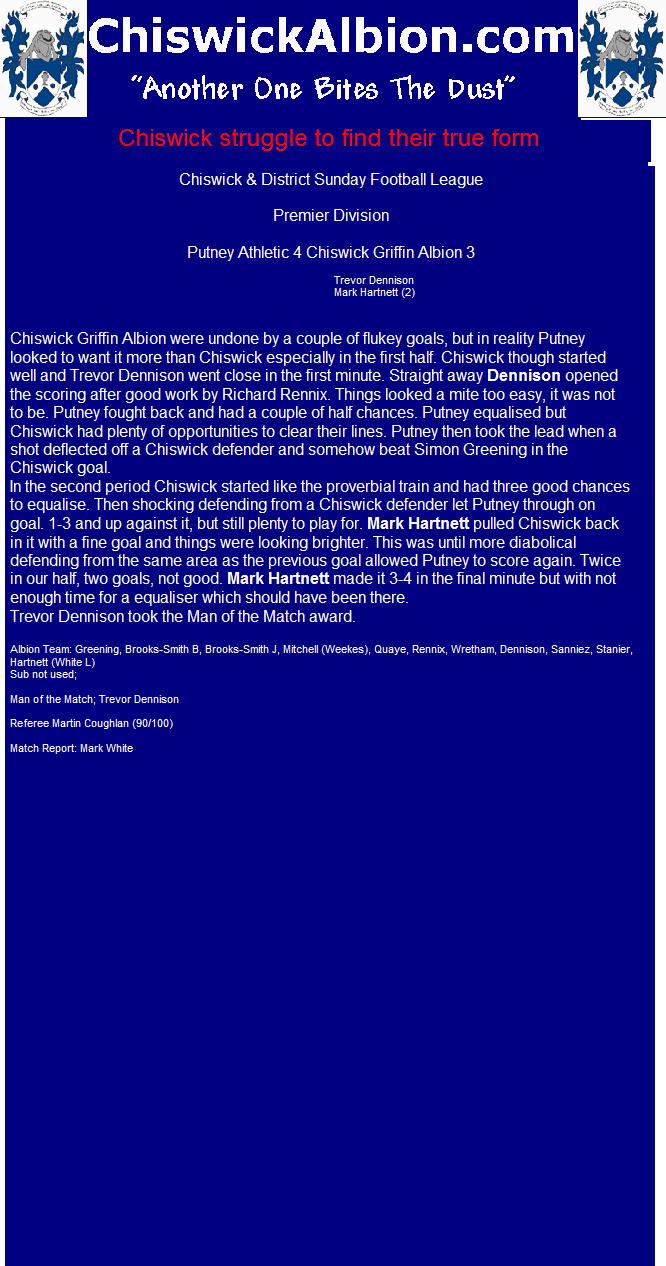 ChiswickAlbion.com
"Another One Bites The Dust"
Chiswick struggle to find their true form
Chiswick & District Sunday Football League
Premier Division
Putney Athletic 4 Chiswick Griffin Albion 3
Trevor Dennison
Mark Hartnett (2)
Chiswick Griffin Albion were undone by a couple of flukey goals, but in reality Putney
looked to want it more than Chiswick especially in the first half. Chiswick though started
well and Trevor Dennison went close in the first minute. Straight away Dennison opened
the scoring after good work by Richard Rennix. Things looked a mite too easy, it was not
to be. Putney fought back and had a couple of half chances. Putney equalised but
Chiswick had plenty of opportunities to clear their lines. Putney then took the lead when a
shot deflected off a Chiswick defender and somehow beat Simon Greening in the
Chiswick goal.
In the second period Chiswick started like the proverbial train and had three good chances
to equalise. Then shocking defending from a Chiswick defender let Putney through on
goal. 1-3 and up against it, but still plenty to play for. Mark Hartnett pulled Chiswick back
in it with a fine goal and things were looking brighter. This was until more diabolical
defending from the same area as the previous goal allowed Putney to score again. Twice
in our half, two goals, not good. Mark Hartnett made it 3-4 in the final minute but with not
enough time for a equaliser which should have been there.
Trevor Dennison took the Man of the Match award.
Albion Team: Greening, Brooks-Smith B, Brooks-Smith J, Mitchell (Weekes), Quaye, Rennix, Wretham, Dennison, Sanniez, Stanier,
Hartnett (White L)
Sub not used;
Man of the Match; Trevor Dennison
Referee Martin Coughlan (90/100)
Match Report: Mark White